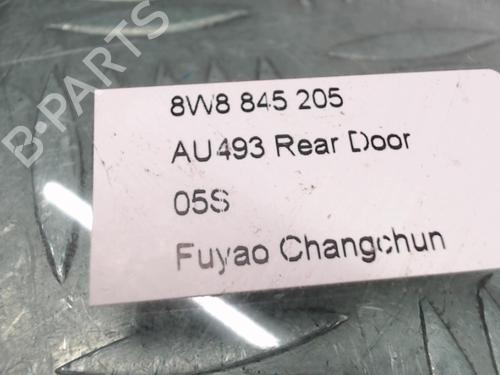 B-PARTS
8W8 845 205
AU493 Rear Door
05S
Fuyao Changchun